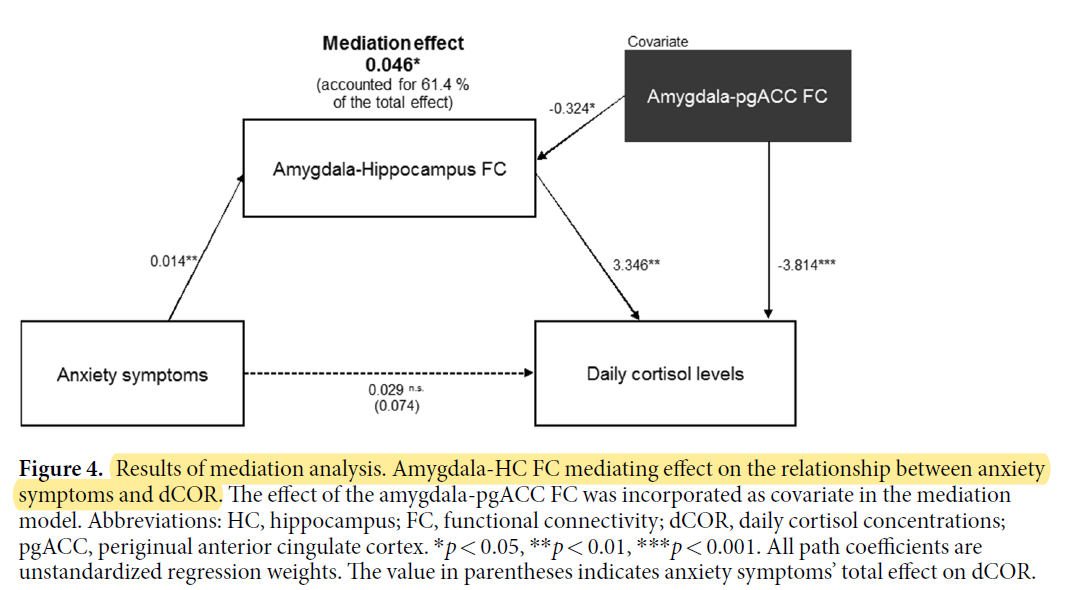 Mediation effect
0.046*
(accounted for 61.4 %
of the total effect)
Covariate
Amygdala-pgACC FC
-0.324*
Amygdala-Hippocampus FC
0.014**
3.346**
-3.814***
Anxiety symptoms
0.029 n.s.
(0.074)
Daily cortisol levels
Figure 4. Results of mediation analysis. Amygdala-HC FC mediating effect on the relationship between anxiety
symptoms and dCOR. The effect of the amygdala-pgACC FC was incorporated as covariate in the mediation
model. Abbreviations: HC, hippocampus; FC, functional connectivity; dCOR, daily cortisol concentrations;
pgACC, periginual anterior cingulate cortex. *p < 0.05, **p < 0.01, ***p < 0.001. All path coefficients are
unstandardized regression weights. The value in parentheses indicates anxiety symptoms’ total effect on dCOR.